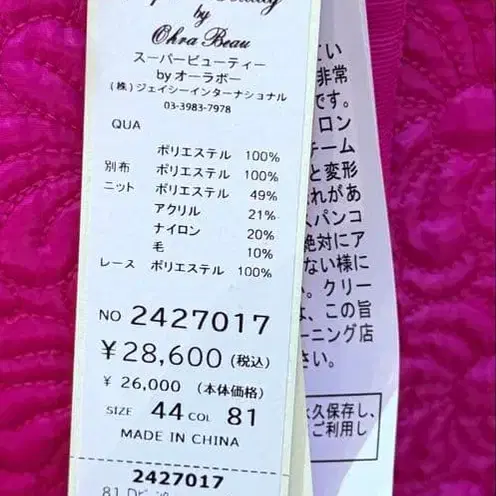 by
Ohra Beau
スーパービューティー
by オーラボー
(株)ジェイシーインターナショナル
03-3983-7978
QUA
ポリエステル 100%
別布 ポリエステル 100%
ニット ポリエステル 49%
アクリル 21%
ナイロン 20%
毛 10%
レース ポリエステル 100%
NO 2427017
¥28,600 (税込)
¥ 26,000 (本体価格)
SIZE 44 COL 81
MADE IN CHINA
2427017
てい
非常
です。
ロン
チーム
と変形
れがあ
スパンコ
絶対にア
ない様に
。クリー
、この旨
ーニング店
さい。
永久保存し、
ご利用し